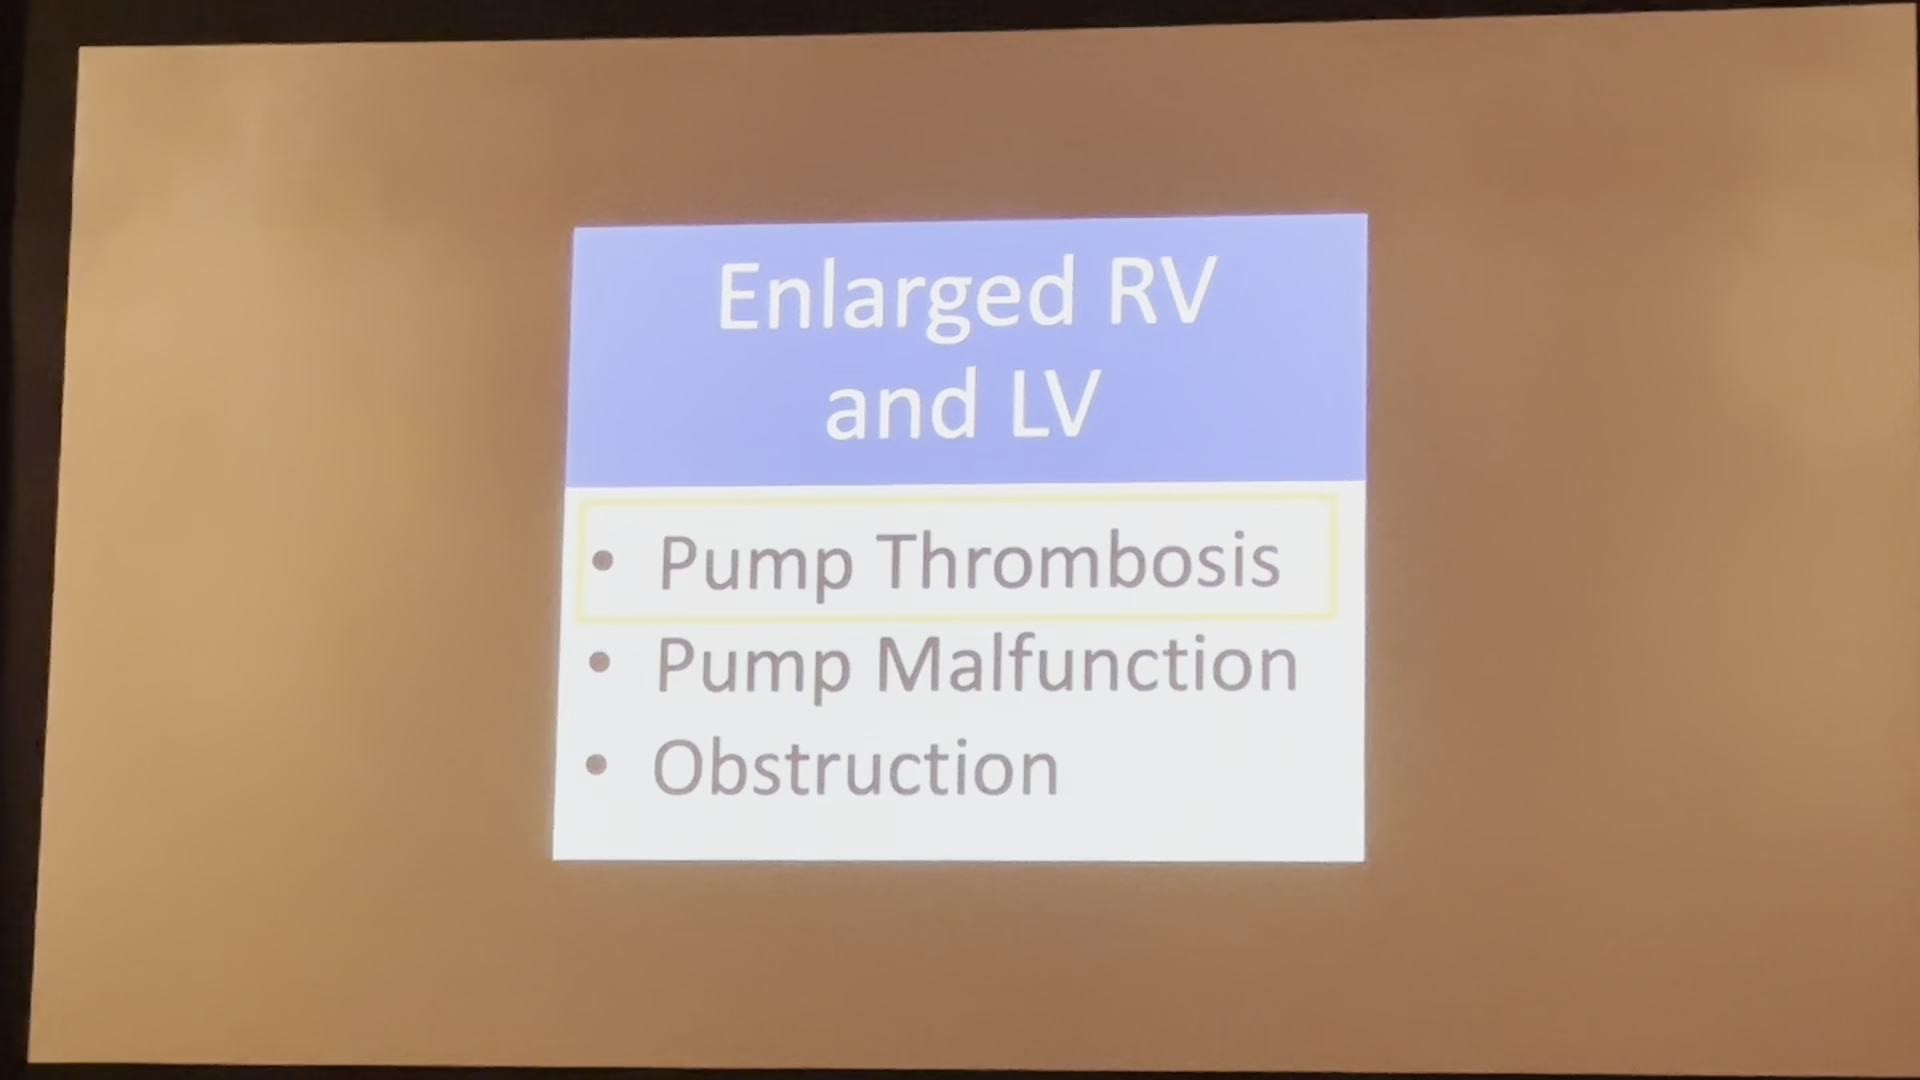 Enlarged RV
and LV
• Pump Thrombosis
• Pump Malfunction
• Obstruction